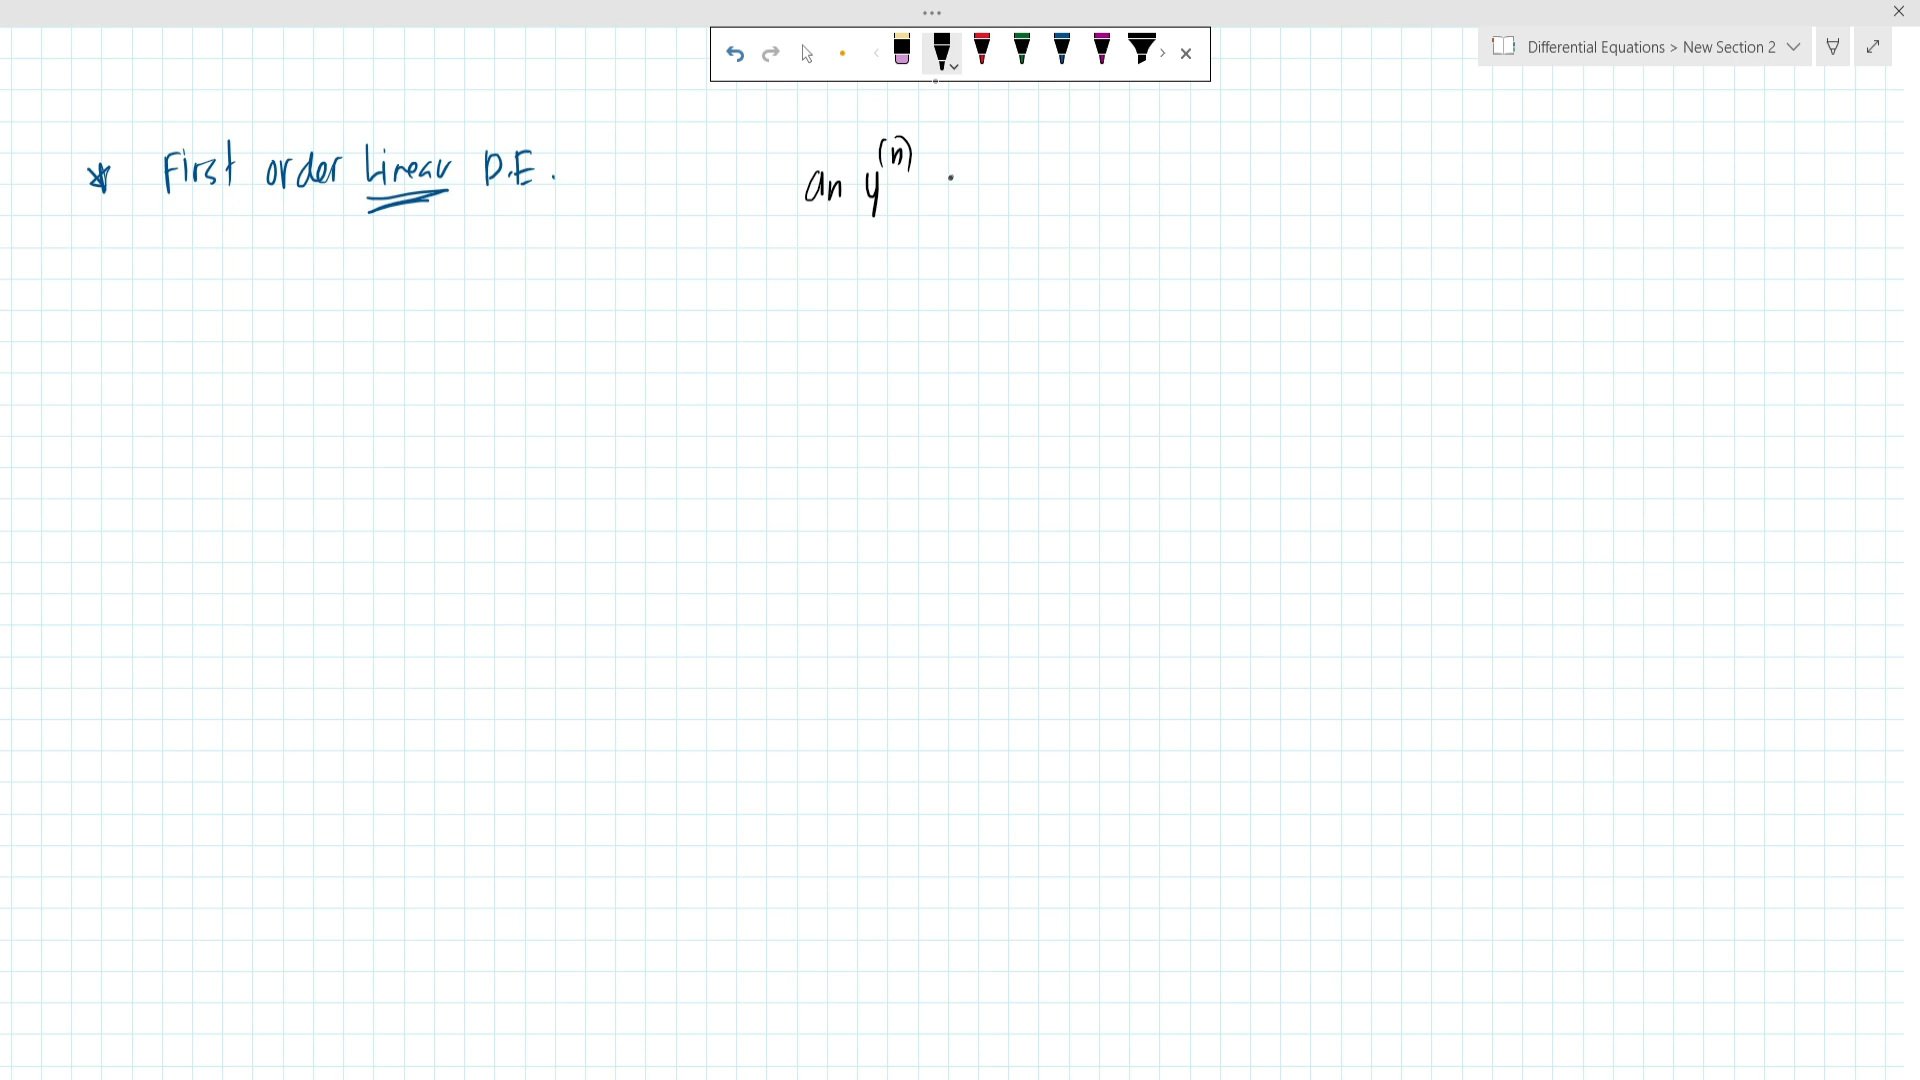 Differential Equations > New Section 2
* First order Linear D.E.
an y^(n)